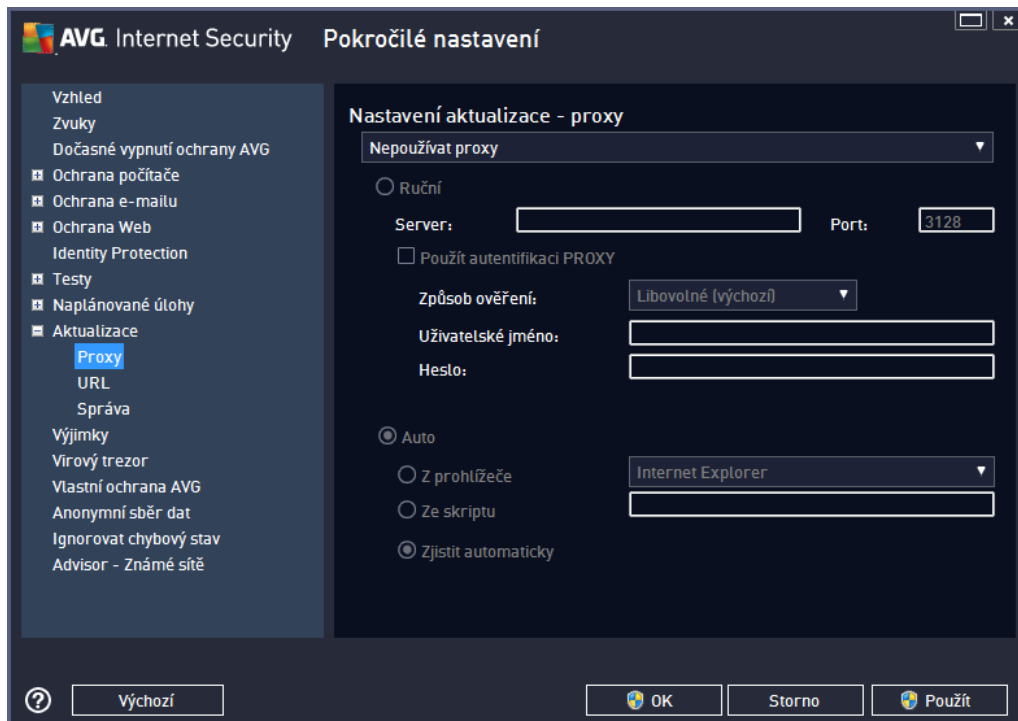 AVG. Internet Security Pokročilé nastavení
Vzhled
Zvuky
Dočasné vypnutí ochrany AVG
Ochrana počítače
Ochrana e-mailu
Ochrana Web
Identity Protection
Testy
Naplánované úlohy
Aktualizace
Proxy
URL
Správa
Výjimky
Virový trezor
Vlastní ochrana AVG
Anonymní sběr dat
Ignorovat chybový stav
Advisor - Známé sítě
Nastavení aktualizace - proxy
Nepoužívat proxy
Ruční
Server: Port: 3128
Použít autentifikaci PROXY
Způsob ověření: Libovolné (výchozí)
Uživatelské jméno:
Heslo:
Auto
Z prohlížeče Internet Explorer
Ze skriptu
Zjistit automaticky
? Výchozí OK Storno Použít